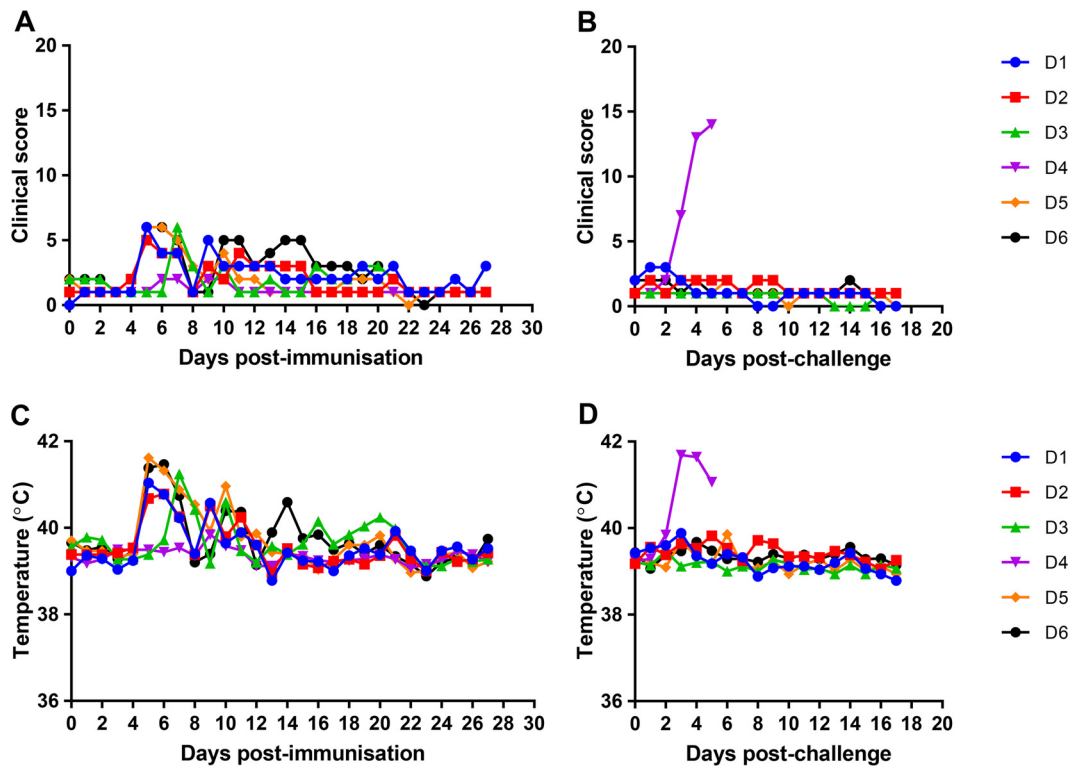 A
20
15
10
5
0
Clinical score
0 2 4 6 8 10 12 14 16 18 20 22 24 26 28 30
Days post-immunisation
B
20
15
10
5
0
Clinical score
0 2 4 6 8 10 12 14 16 18 20
Days post-challenge
D1
D2
D3
D4
D5
D6
C
42
40
38
36
Temperature (°C)
0 2 4 6 8 10 12 14 16 18 20 22 24 26 28 30
Days post-immunisation
D
42
40
38
36
Temperature (°C)
0 2 4 6 8 10 12 14 16 18 20
Days post-challenge
D1
D2
D3
D4
D5
D6